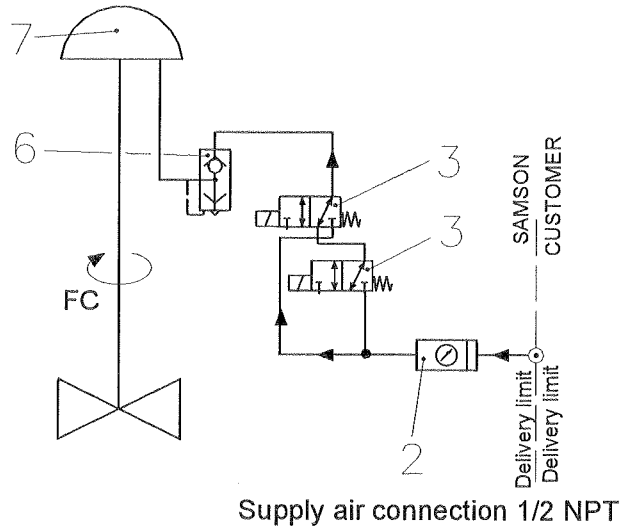 7
6
3
3
SAMSON
CUSTOMER
FC
2
Delivery limit
Delivery limit
Supply air connection 1/2 NPT